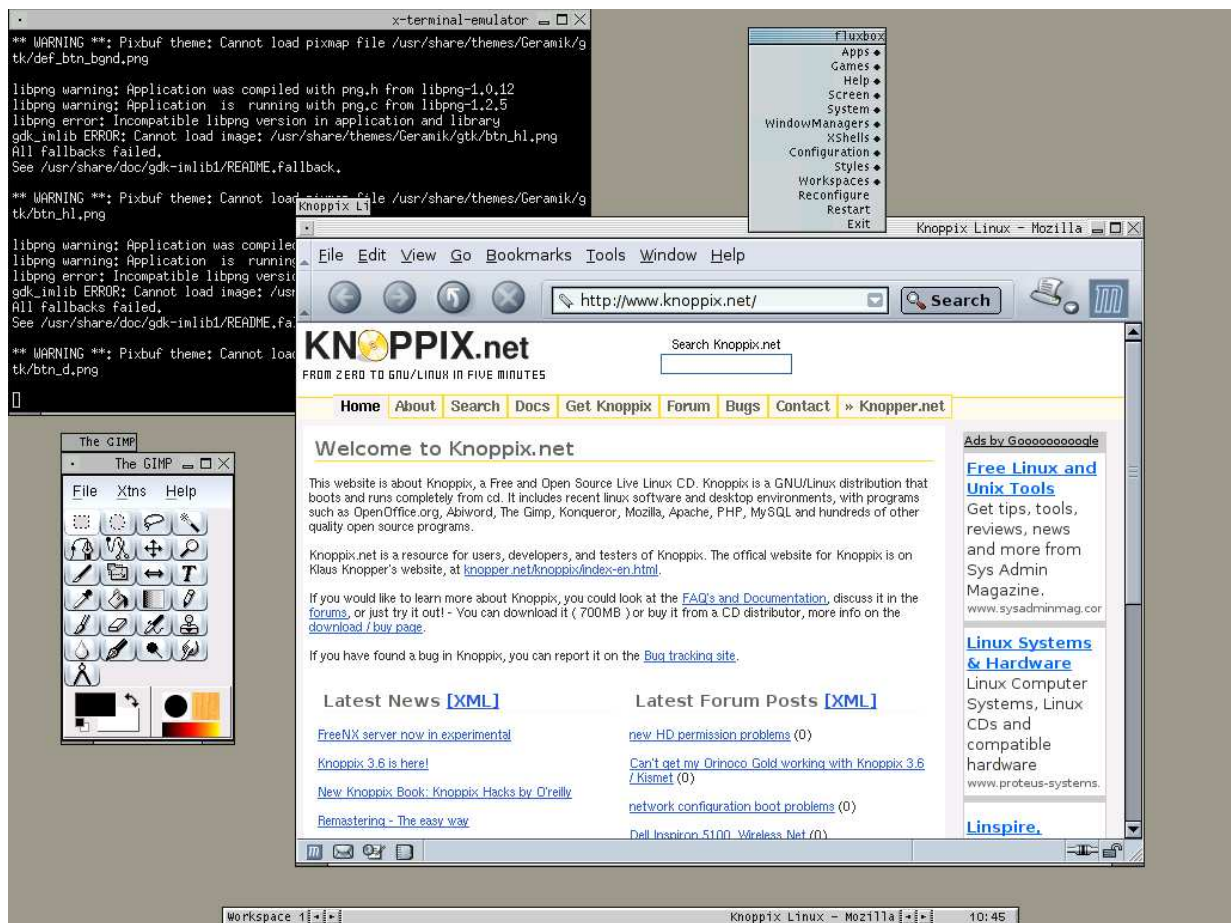 x-terminal-emulator
** WARNING **: Pixbuf theme: Cannot load pixmap file /usr/share/themes/Geramik/g
tk/def_btn_bgnd.png
libpng warning: Application was compiled with png.h from libpng-1.0.12
libpng warning: Application  is  running with png.c from libpng-1.2.5
libpng error: Incompatible libpng version in application and library
gdk_imlib ERROR: Cannot load image: /usr/share/themes/Geramik/gtk/btn_hl.png
All fallbacks failed.
See /usr/share/doc/gdk-imlib1/README.fallback.
** WARNING **: Pixbuf theme: Cannot load pixmap file /usr/share/themes/Geramik/g
tk/btn_hl.png
libpng warning: Application was compiled
libpng warning: Application  is  running
libpng error: Incompatible libpng versio
gdk_imlib ERROR: Cannot load image: /usr
All fallbacks failed.
See /usr/share/doc/gdk-imlib1/README.fa
** WARNING **: Pixbuf theme: Cannot load
tk/btn_d.png
fluxbox
Apps
Games
Help
Screen
System
WindowManagers
XShells
Configuration
Styles
Workspaces
Reconfigure
Restart
Exit
Knoppix Li
Knoppix Linux - Mozilla
File Edit View Go Bookmarks Tools Window Help
http://www.knoppix.net/ Search
KNOPPIX.net
FROM ZERO TO GNU/LINUX IN FIVE MINUTES
Search Knoppix.net
Home About Search Docs Get Knoppix Forum Bugs Contact » Knopper.net
Welcome to Knoppix.net
This website is about Knoppix, a Free and Open Source Live Linux CD. Knoppix is a GNU/Linux distribution that
boots and runs completely from cd. It includes recent linux software and desktop environments, with programs
such as OpenOffice.org, Abiword, The Gimp, Konqueror, Mozilla, Apache, PHP, MySQL and hundreds of other
quality open source programs.
Knoppix.net is a resource for users, developers, and testers of Knoppix. The offical website for Knoppix is on
Klaus Knopper's website, at knopper.net/knoppix/index-en.html.
If you would like to learn more about Knoppix, you could look at the FAQ's and Documentation, discuss it in the
forums, or just try it out! - You can download it ( 700MB ) or buy it from a CD distributor, more info on the
download / buy page.
If you have found a bug in Knoppix, you can report it on the Bug tracking site.
Latest News [XML]
FreeNX server now in experimental
Knoppix 3.6 is here!
New Knoppix Book: Knoppix Hacks by O'reilly
Remastering - The easy way
Latest Forum Posts [XML]
new HD permission problems (0)
Can't get my Orinoco Gold working with Knoppix 3.6
/ Kismet (0)
network configuration boot problems (0)
Dell Inspiron 5100, Wireless Net (0)
Ads by Goooooooooogle
Free Linux and
Unix Tools
Get tips, tools,
reviews, news
and more from
Sys Admin
Magazine.
www.sysadminmag.cor
Linux Systems
& Hardware
Linux Computer
Systems, Linux
CDs and
compatible
hardware
www.proteus-systems.
Linspire,
The GIMP
The GIMP
File Xtns Help
Workspace 1
Knoppix Linux - Mozilla
10:45